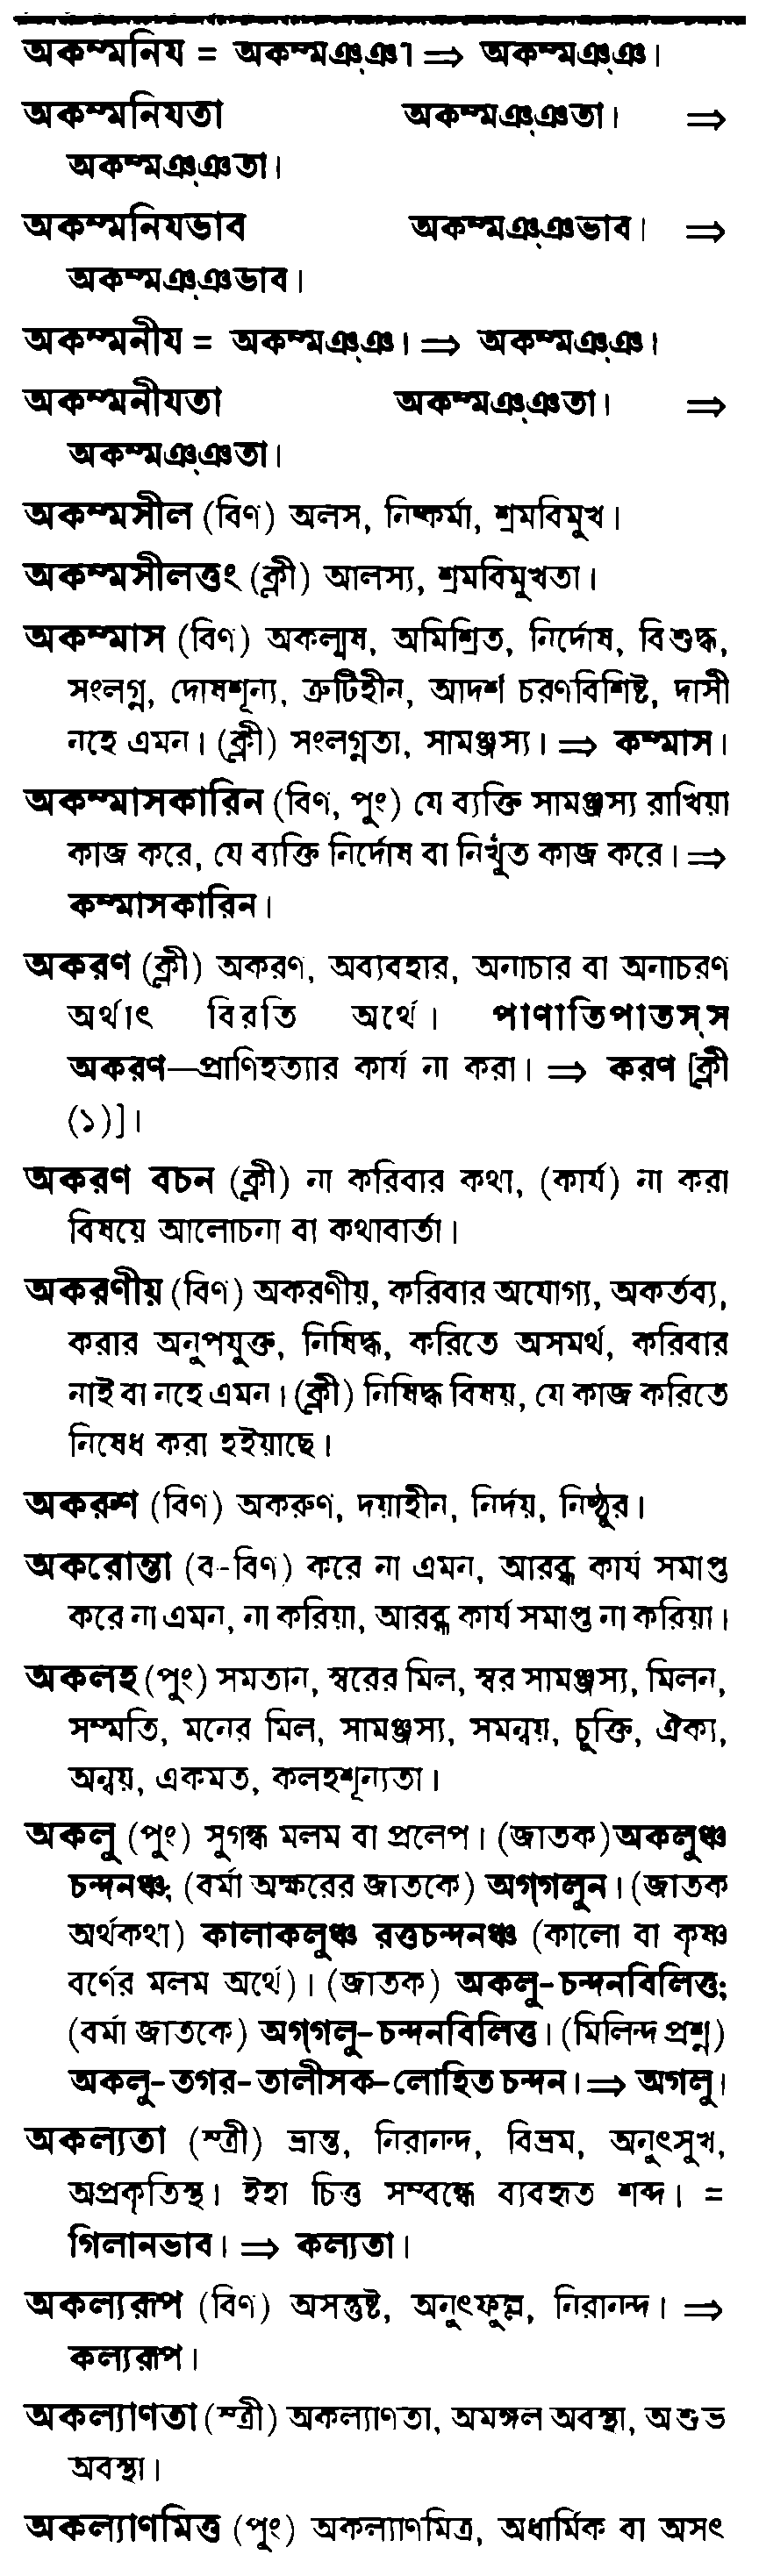 অকম্মনিয = অকম্মঞ্ঞা ⇒ অকম্মঞ্ঞ।
অকম্মনিযতা অকম্মঞ্ঞতা। ⇒
অকম্মঞ্ঞতা।
অকম্মনিযভাব অকম্মঞ্ঞভাব। ⇒
অকম্মঞ্ঞভাব।
অকম্মনীয = অকম্মঞ্ঞ। ⇒ অকম্মঞ্ঞ।
অকম্মনীযতা অকম্মঞ্ঞতা। ⇒
অকম্মঞ্ঞতা।
অকম্মসীল (বিণ) অলস, নিষ্কর্মা, শ্রমবিমুখ।
অকম্মসীলত্তং (ক্লী) আলস্য, শ্রমবিমুখতা।
অকম্মাস (বিণ) অকল্মষ, অমিশ্রিত, নির্দোষ, বিশুদ্ধ,
সংলগ্ন, দোষশূন্য, ত্রুটিহীন, আদর্শ চরণবিশিষ্ট, দাসী
নহে এমন। (ক্লী) সংলগ্নতা, সামঞ্জস্য। ⇒ কম্মাস।
অকম্মাসকারিন (বিণ, পুং) যে ব্যক্তি সামঞ্জস্য রাখিয়া
কাজ করে, যে ব্যক্তি নির্দোষ বা নিখুঁত কাজ করে। ⇒
কম্মাসকারিন।
অকরণ (ক্লী) অকরণ, অব্যবহার, অনাচার বা অনাচরণ
অর্থাৎ বিরতি অর্থে। পাণাতিপাতস্স
অকরণ—প্রাণিহত্যার কার্য না করা। ⇒ করণ [ক্লী
(১)]।
অকরণ বচন (ক্লী) না করিবার কথা, (কার্য) না করা
বিষয়ে আলোচনা বা কথাবার্তা।
অকরণীয় (বিণ) অকরণীয়, করিবার অযোগ্য, অকর্তব্য,
করার অনুপযুক্ত, নিষিদ্ধ, করিতে অসমর্থ, করিবার
নাই বা নহে এমন। (ক্লী) নিষিদ্ধ বিষয়, যে কাজ করিতে
নিষেধ করা হইয়াছে।
অকরুণ (বিণ) অকরুণ, দয়াহীন, নির্দয়, নিষ্ঠুর।
অকরোন্তা (ব-বিণ) করে না এমন, আরব্ধ কার্য সমাপ্ত
করে না এমন, না করিয়া, আরব্ধ কার্য সমাপ্ত না করিয়া।
অকলহ (পুং) সমতান, স্বরের মিল, স্বর সামঞ্জস্য, মিলন,
সম্মতি, মনের মিল, সামঞ্জস্য, সমন্বয়, চুক্তি, ঐক্য,
অন্বয়, একমত, কলহশূন্যতা।
অকলু (পুং) সুগন্ধ মলম বা প্রলেপ। (জাতক) অকলুঞ্চ
চন্দনঞ্চ; (বর্মা অক্ষরের জাতকে) অগ্গলুন। (জাতক
অর্থকথা) কালাকলুঞ্চ রত্তচন্দনঞ্চ (কালো বা কৃষ্ণ
বর্ণের মলম অর্থে)। (জাতক) অকলু-চন্দনবিলিত্ত;
(বর্মা জাতকে) অগ্গলু-চন্দনবিলিত্ত। (মিলিন্দ প্রশ্ন)
অকলু-তগর-তালীসক-লোহিত চন্দন। ⇒ অগলু।
অকল্যতা (স্ত্রী) ভ্রান্ত, নিরানন্দ, বিভ্রম, অনুৎসুখ,
অপ্রকৃতিস্থ। ইহা চিত্ত সম্বন্ধে ব্যবহৃত শব্দ। =
গিলানভাব। ⇒ কল্যতা।
অকল্যরূপ (বিণ) অসন্তুষ্ট, অনুৎফুল্ল, নিরানন্দ। ⇒
কল্যরূপ।
অকল্যাণতা (স্ত্রী) অকল্যাণতা, অমঙ্গল অবস্থা, অশুভ
অবস্থা।
অকল্যাণমিত্ত (পুং) অকল্যাণমিত্র, অধার্মিক বা অসৎ